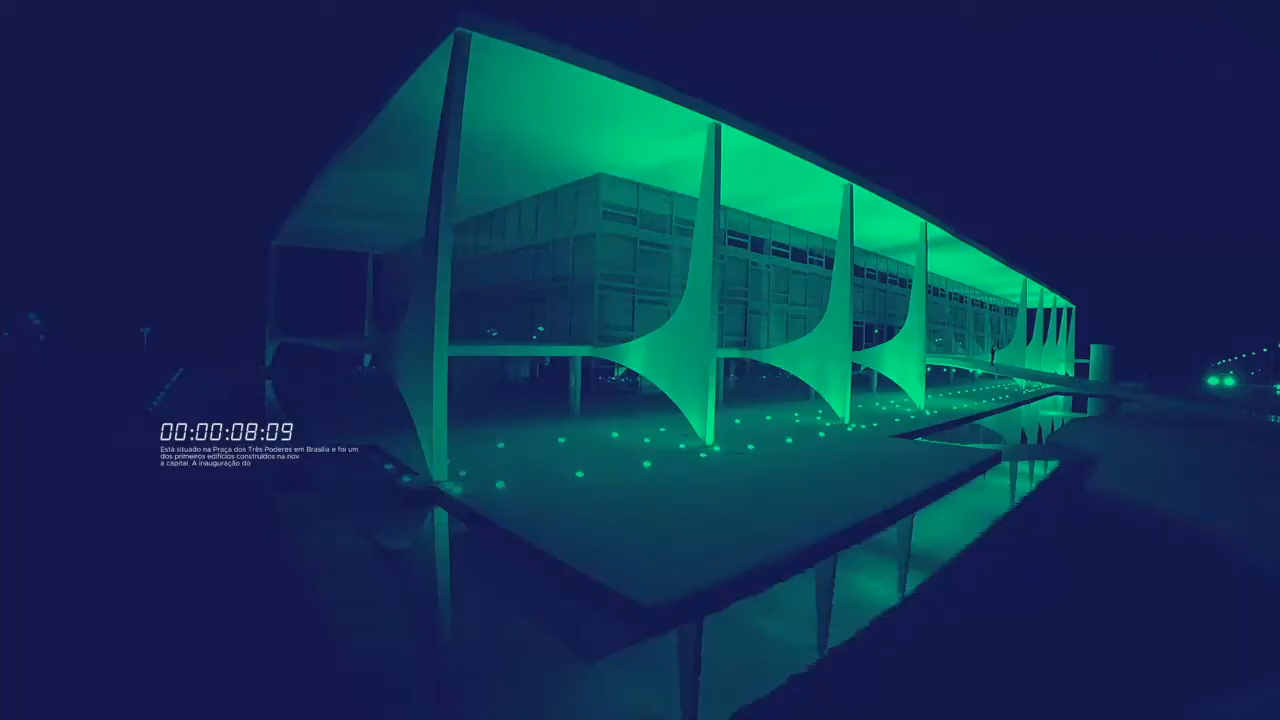 00:00:08:09
Está situado na Praça dos Três Poderes em Brasília e foi um
dos primeiros edifícios construídos na nov
a capital. A inauguração do